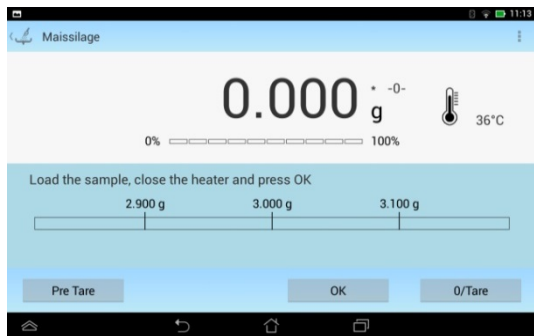 11:13
Maissilage
0.000 * -0-
g
36°C
0% 100%
Load the sample, close the heater and press OK
2.900 g 3.000 g 3.100 g
Pre Tare OK 0/Tare